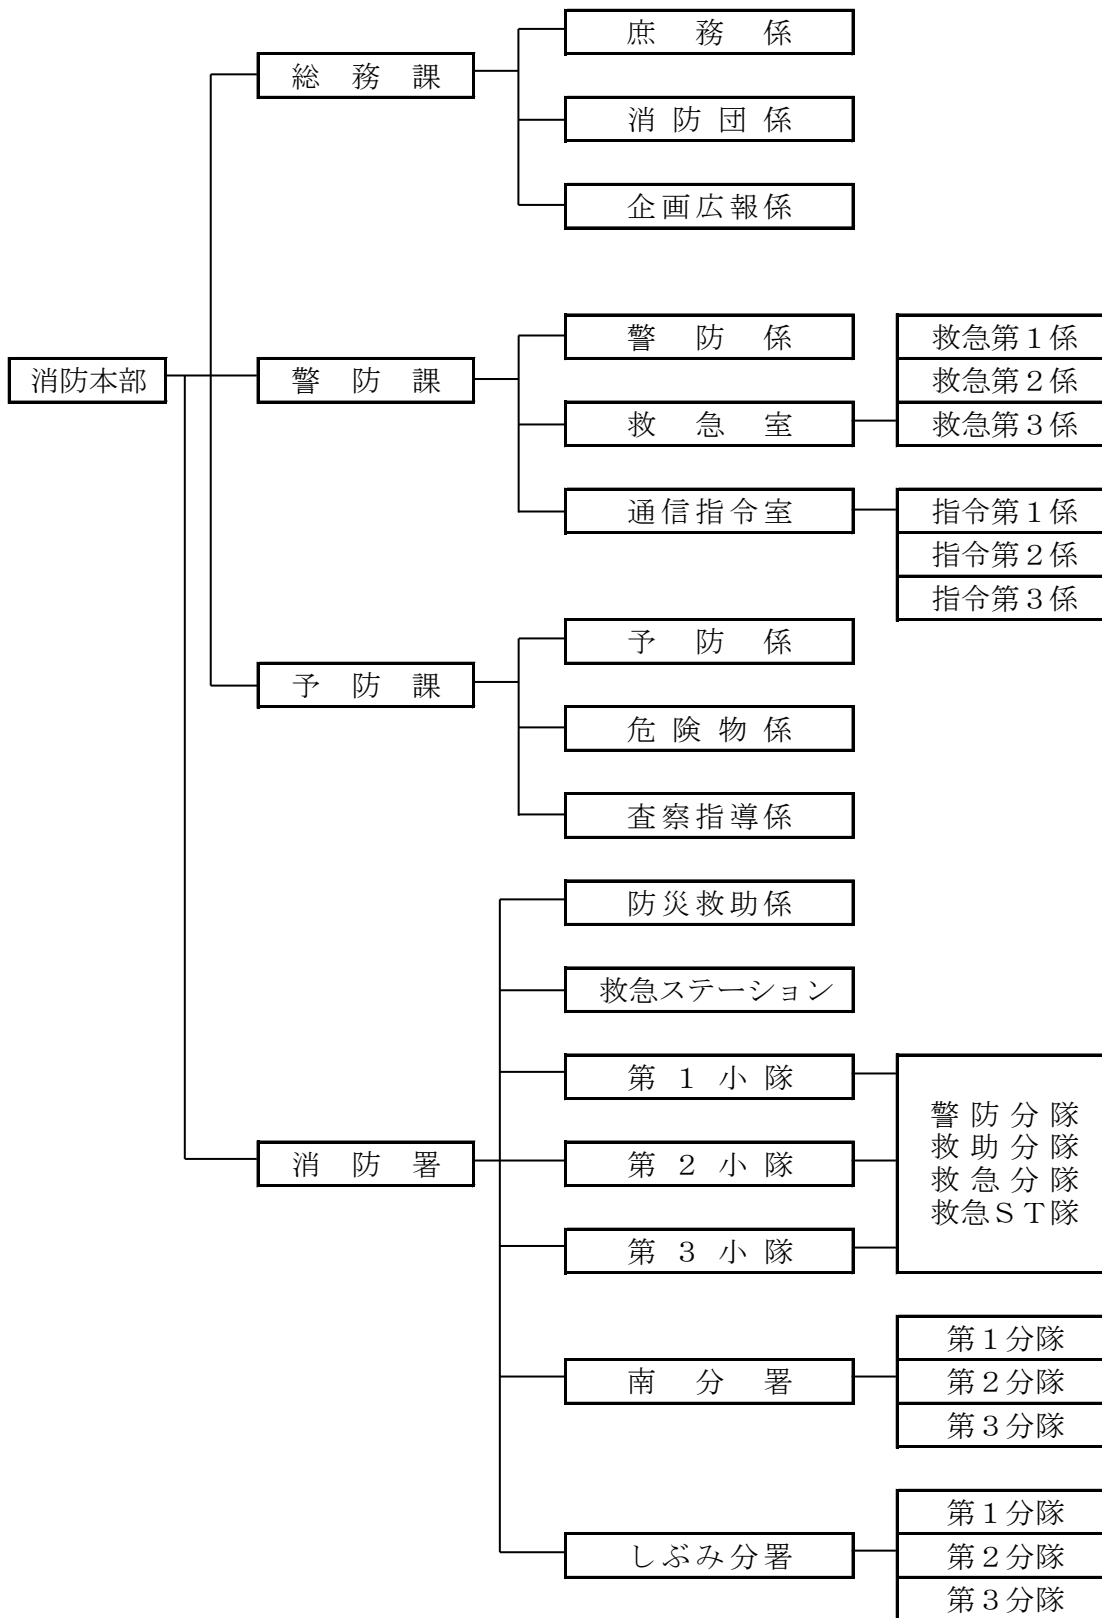 庶務係
総務課
消防団係
企画広報係
警防係
救急第１係
消防本部
警防課
救急第２係
救急室
救急第３係
通信指令室
指令第１係
指令第２係
指令第３係
予防係
予防課
危険物係
査察指導係
防災救助係
救急ステーション
第１小隊
警防分隊
救助分隊
救急分隊
救急ＳＴ隊
消防署
第２小隊
第３小隊
第１分隊
南分署
第２分隊
第３分隊
第１分隊
しぶみ分署
第２分隊
第３分隊